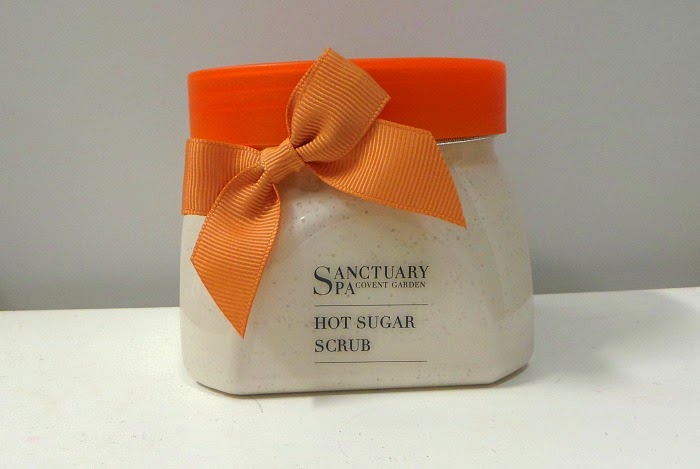 SANCTUARY
SPA COVENT GARDEN
HOT SUGAR
SCRUB